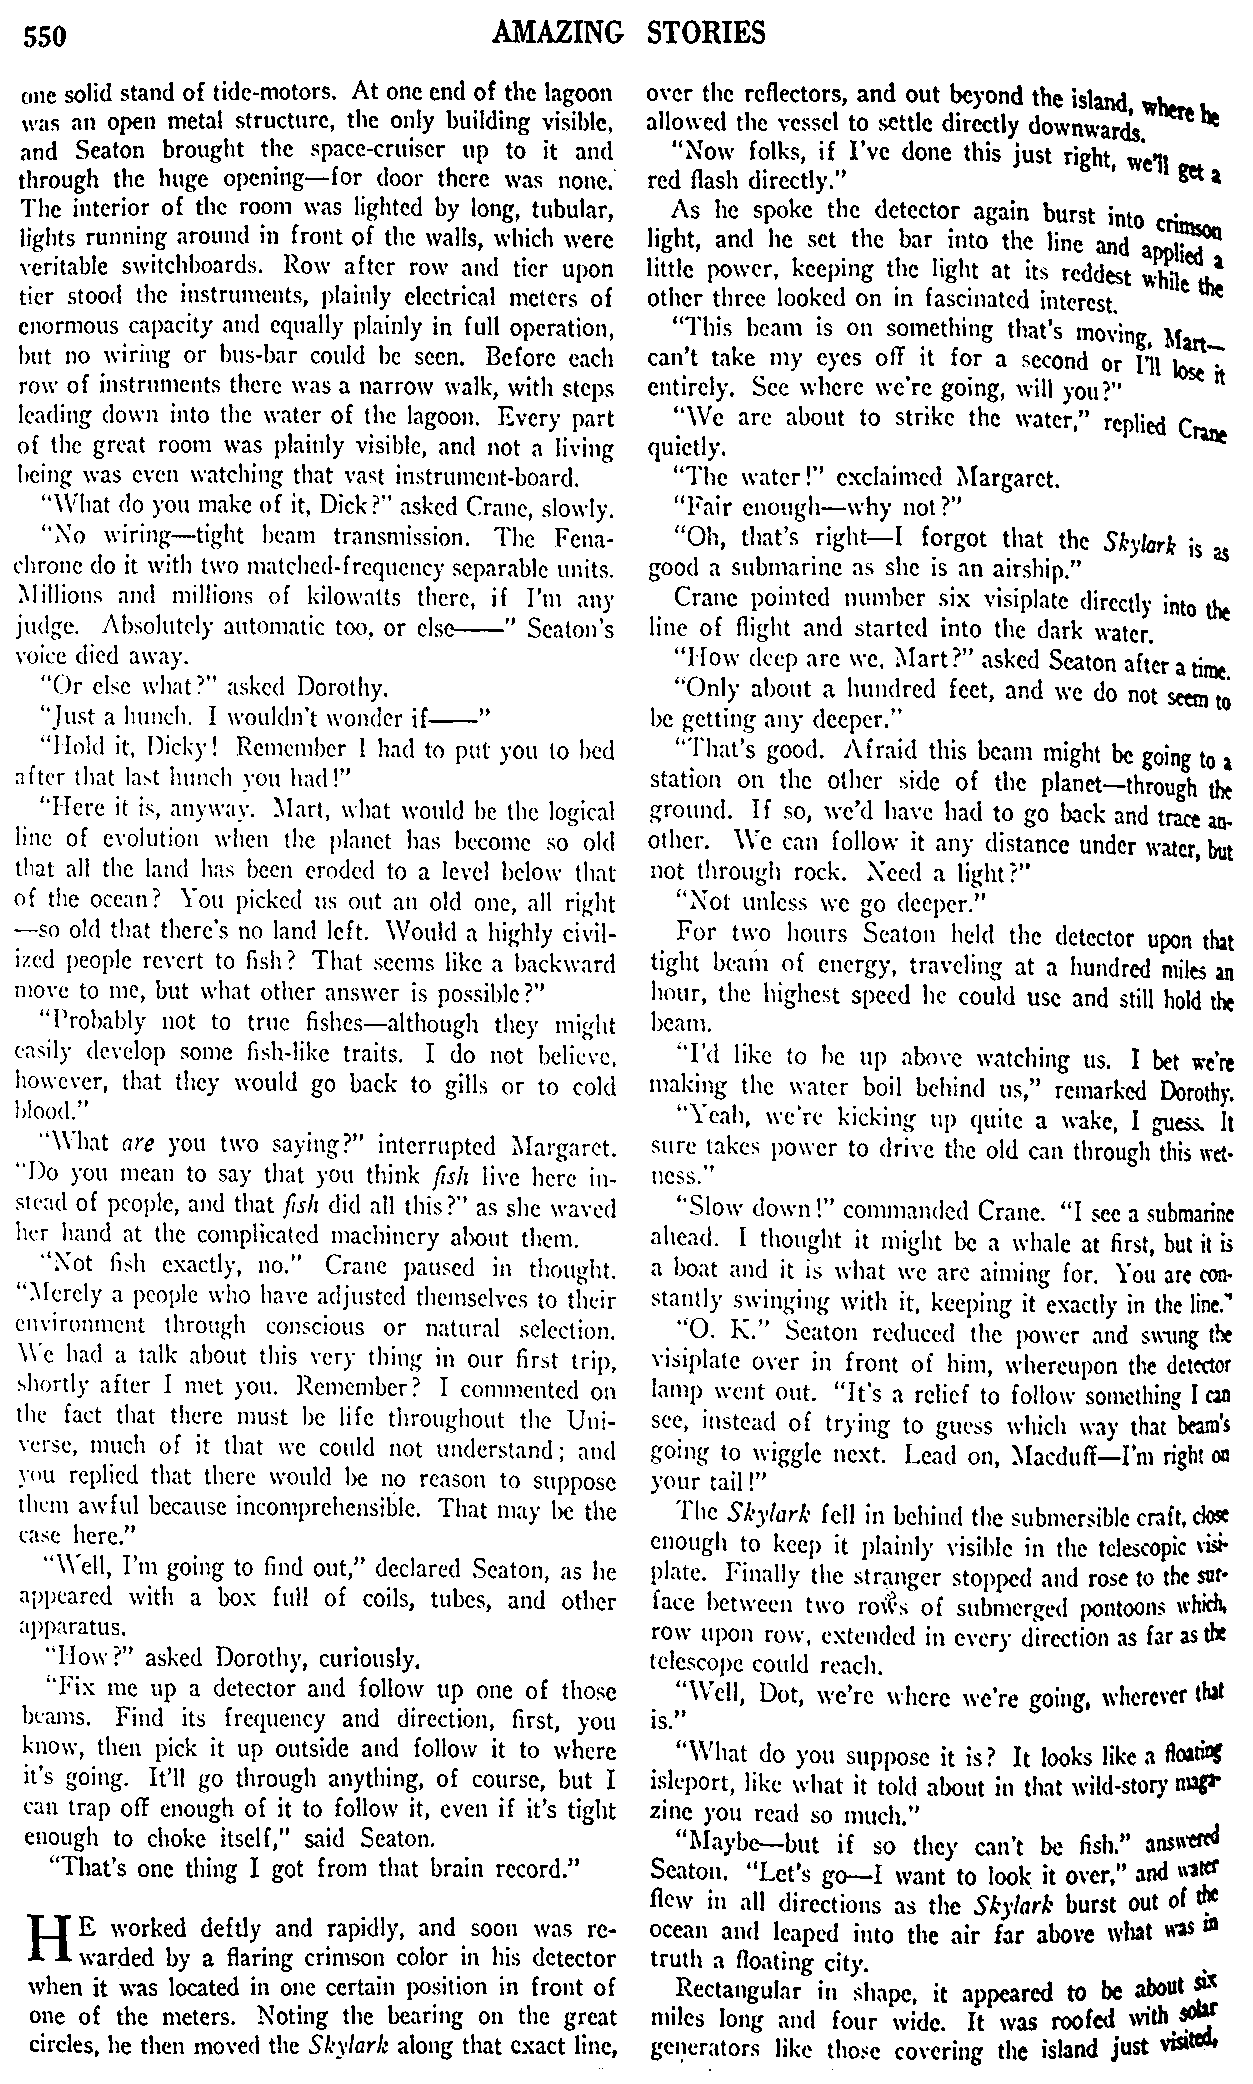 550
AMAZING STORIES
one solid stand of tide-motors. At one end of the lagoon
was an open metal structure, the only building visible,
and Seaton brought the space-cruiser up to it and
through the huge opening—for door there was none.
The interior of the room was lighted by long, tubular,
lights running around in front of the walls, which were
veritable switchboards. Row after row and tier upon
tier stood the instruments, plainly electrical meters of
enormous capacity and equally plainly in full operation,
but no wiring or bus-bar could be seen. Before each
row of instruments there was a narrow walk, with steps
leading down into the water of the lagoon. Every part
of the great room was plainly visible, and not a living
being was even watching that vast instrument-board.
“What do you make of it, Dick?” asked Crane, slowly.
“No wiring—tight beam transmission. The Fena-
chrone do it with two matched-frequency separable units.
Millions and millions of kilowatts there, if I'm any
judge. Absolutely automatic too, or else——” Seaton's
voice died away.
“Or else what?” asked Dorothy.
“Just a hunch. I wouldn't wonder if——”
“Hold it, Dicky! Remember I had to put you to bed
after that last hunch you had!”
“Here it is, anyway. Mart, what would be the logical
line of evolution when the planet has become so old
that all the land has been eroded to a level below that
of the ocean? You picked us out an old one, all right
—so old that there's no land left. Would a highly civil-
ized people revert to fish? That seems like a backward
move to me, but what other answer is possible?”
“Probably not to true fishes—although they might
easily develop some fish-like traits. I do not believe,
however, that they would go back to gills or to cold
blood.”
“What are you two saying?” interrupted Margaret.
“Do you mean to say that you think fish live here in-
stead of people, and that fish did all this?” as she waved
her hand at the complicated machinery about them.
“Not fish exactly, no.” Crane paused in thought.
“Merely a people who have adjusted themselves to their
environment through conscious or natural selection.
We had a talk about this very thing in our first trip,
shortly after I met you. Remember? I commented on
the fact that there must be life throughout the Uni-
verse, much of it that we could not understand; and
you replied that there would be no reason to suppose
them awful because incomprehensible. That may be the
case here.”
“Well, I'm going to find out,” declared Seaton, as he
appeared with a box full of coils, tubes, and other
apparatus.
“How?” asked Dorothy, curiously.
“Fix me up a detector and follow up one of those
beams. Find its frequency and direction, first, you
know, then pick it up outside and follow it to where
it's going. It'll go through anything, of course, but I
can trap off enough of it to follow it, even if it's tight
enough to choke itself,” said Seaton.
“That's one thing I got from that brain record.”
HE worked deftly and rapidly, and soon was re-
warded by a flaring crimson color in his detector
when it was located in one certain position in front of
one of the meters. Noting the bearing on the great
circles, he then moved the Skylark along that exact line,
over the reflectors, and out beyond the island, where he
allowed the vessel to settle directly downwards.
“Now folks, if I've done this just right, we'll get a
red flash directly.”
As he spoke the detector again burst into crimson
light, and he set the bar into the line and applied a
little power, keeping the light at its reddest while the
other three looked on in fascinated interest.
“This beam is on something that's moving, Mart—
can't take my eyes off it for a second or I'll lose it
entirely. See where we're going, will you?”
“We are about to strike the water,” replied Crane
quietly.
“The water!” exclaimed Margaret.
“Fair enough—why not?”
“Oh, that's right—I forgot that the Skylark is as
good a submarine as she is an airship.”
Crane pointed number six visiplate directly into the
line of flight and started into the dark water.
“How deep are we, Mart?” asked Seaton after a time.
“Only about a hundred feet, and we do not seem to
be getting any deeper.”
“That's good. Afraid this beam might be going to a
station on the other side of the planet—through the
ground. If so, we'd have had to go back and trace an-
other. We can follow it any distance under water, but
not through rock. Need a light?”
“Not unless we go deeper.”
For two hours Seaton held the detector upon that
tight beam of energy, traveling at a hundred miles an
hour, the highest speed he could use and still hold the
beam.
“I'd like to be up above watching us. I bet we're
making the water boil behind us,” remarked Dorothy.
“Yeah, we're kicking up quite a wake, I guess. It
sure takes power to drive the old can through this wet-
ness.”
“Slow down!” commanded Crane. “I see a submarine
ahead. I thought it might be a whale at first, but it is
a boat and it is what we are aiming for. You are con-
stantly swinging with it, keeping it exactly in the line.”
“O. K.” Seaton reduced the power and swung the
visiplate over in front of him, whereupon the detector
lamp went out. “It's a relief to follow something I can
see, instead of trying to guess which way that beam's
going to wiggle next. Lead on, Macduff—I'm right on
your tail!”
The Skylark fell in behind the submersible craft, close
enough to keep it plainly visible in the telescopic visi-
plate. Finally the stranger stopped and rose to the sur-
face between two rows of submerged pontoons which,
row upon row, extended in every direction as far as the
telescope could reach.
“Well, Dot, we're where we're going, wherever that
is.”
“What do you suppose it is? It looks like a floating
isleport, like what it told about in that wild-story maga-
zine you read so much.”
“Maybe—but if so they can't be fish.” answered
Seaton. “Let's go—I want to look it over,” and water
flew in all directions as the Skylark burst out of the
ocean and leaped into the air far above what was in
truth a floating city.
Rectangular in shape, it appeared to be about six
miles long and four wide. It was roofed with solar
generators like those covering the island just visited,